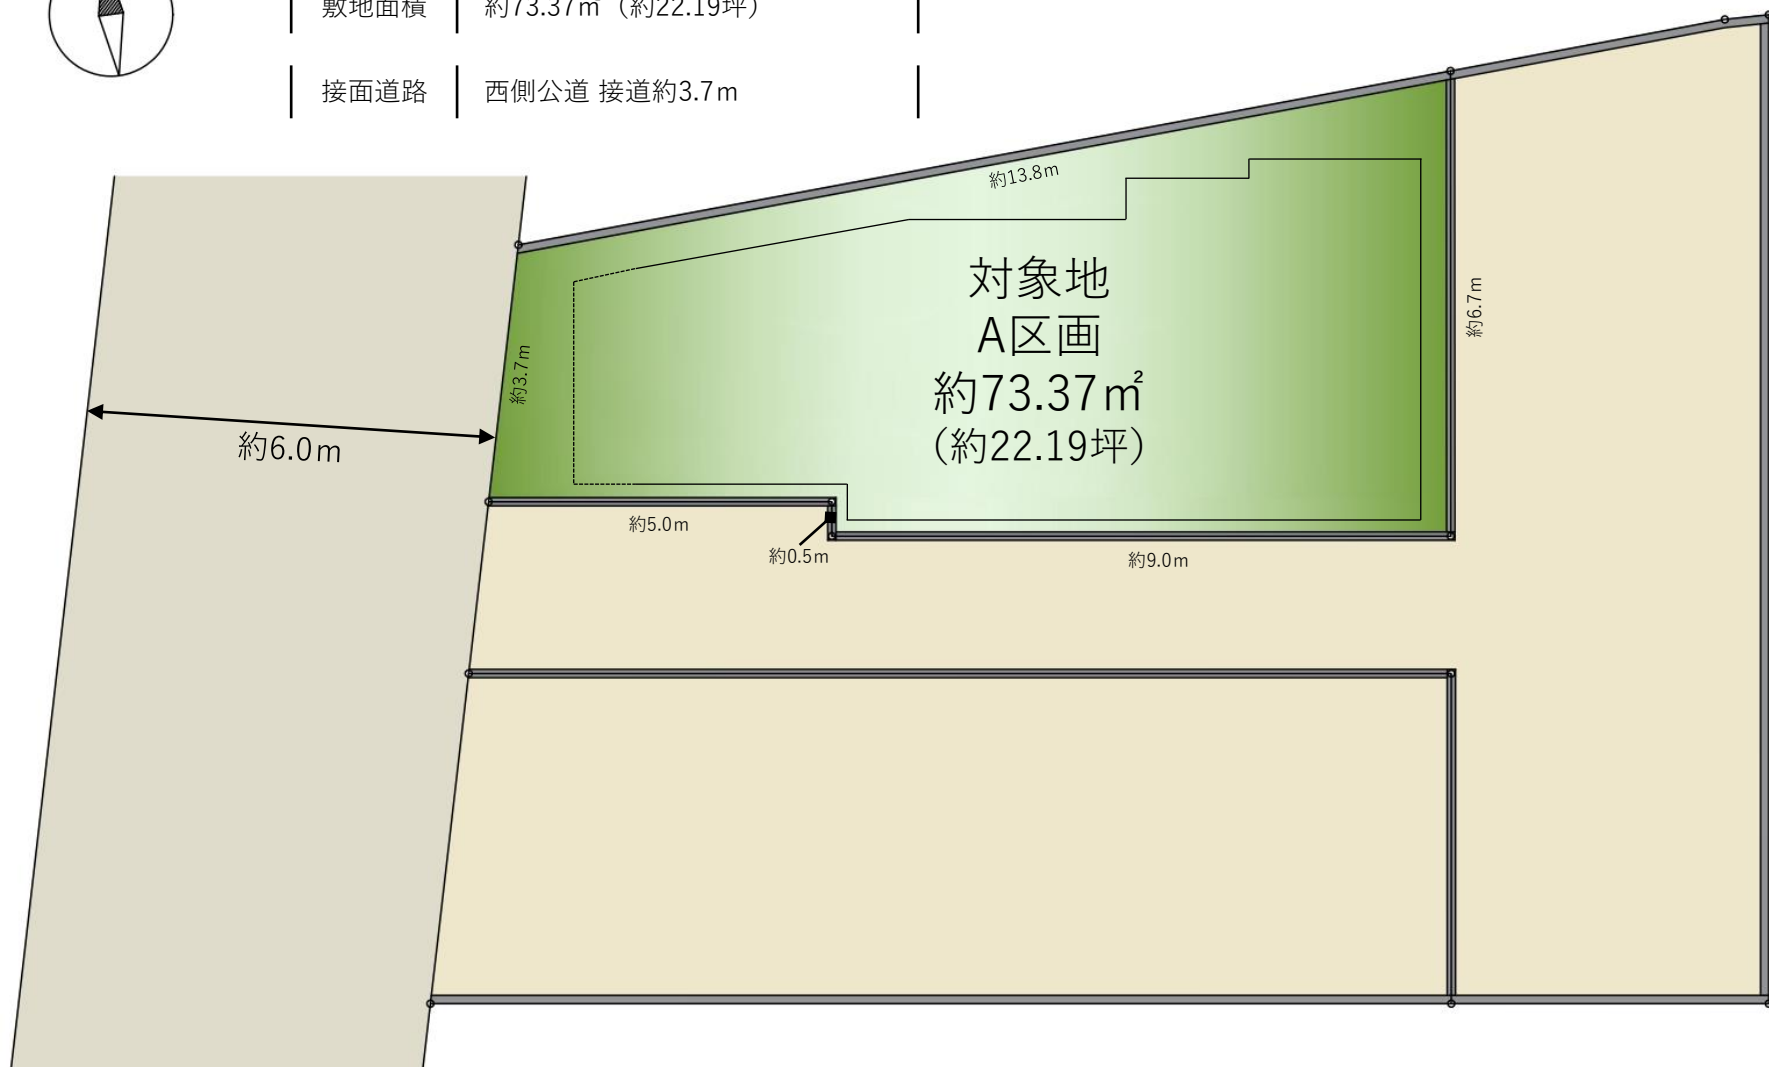 敷地面積 約73.37㎡（約22.19坪）
接面道路 西側公道 接道約3.7m
約13.8m
対象地
A区画
約73.37㎡
（約22.19坪）
約6.7m
約3.7m
約6.0m
約5.0m
約0.5m
約9.0m